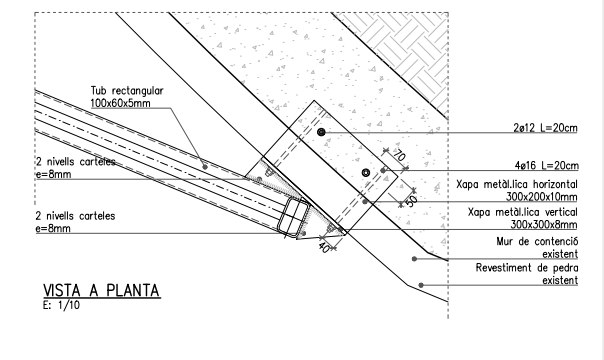 Tub rectangular
100x60x5mm
2 nivells carteles
e=8mm
2 nivells carteles
e=8mm
VISTA A PLANTA
E: 1/10
70
50
40
2ø12 L=20cm
4ø16 L=20cm
Xapa metàl.lica horizontal
300x200x10mm
Xapa metàl.lica vertical
300x300x8mm
Mur de contenció
existent
Revestiment de pedra
existent